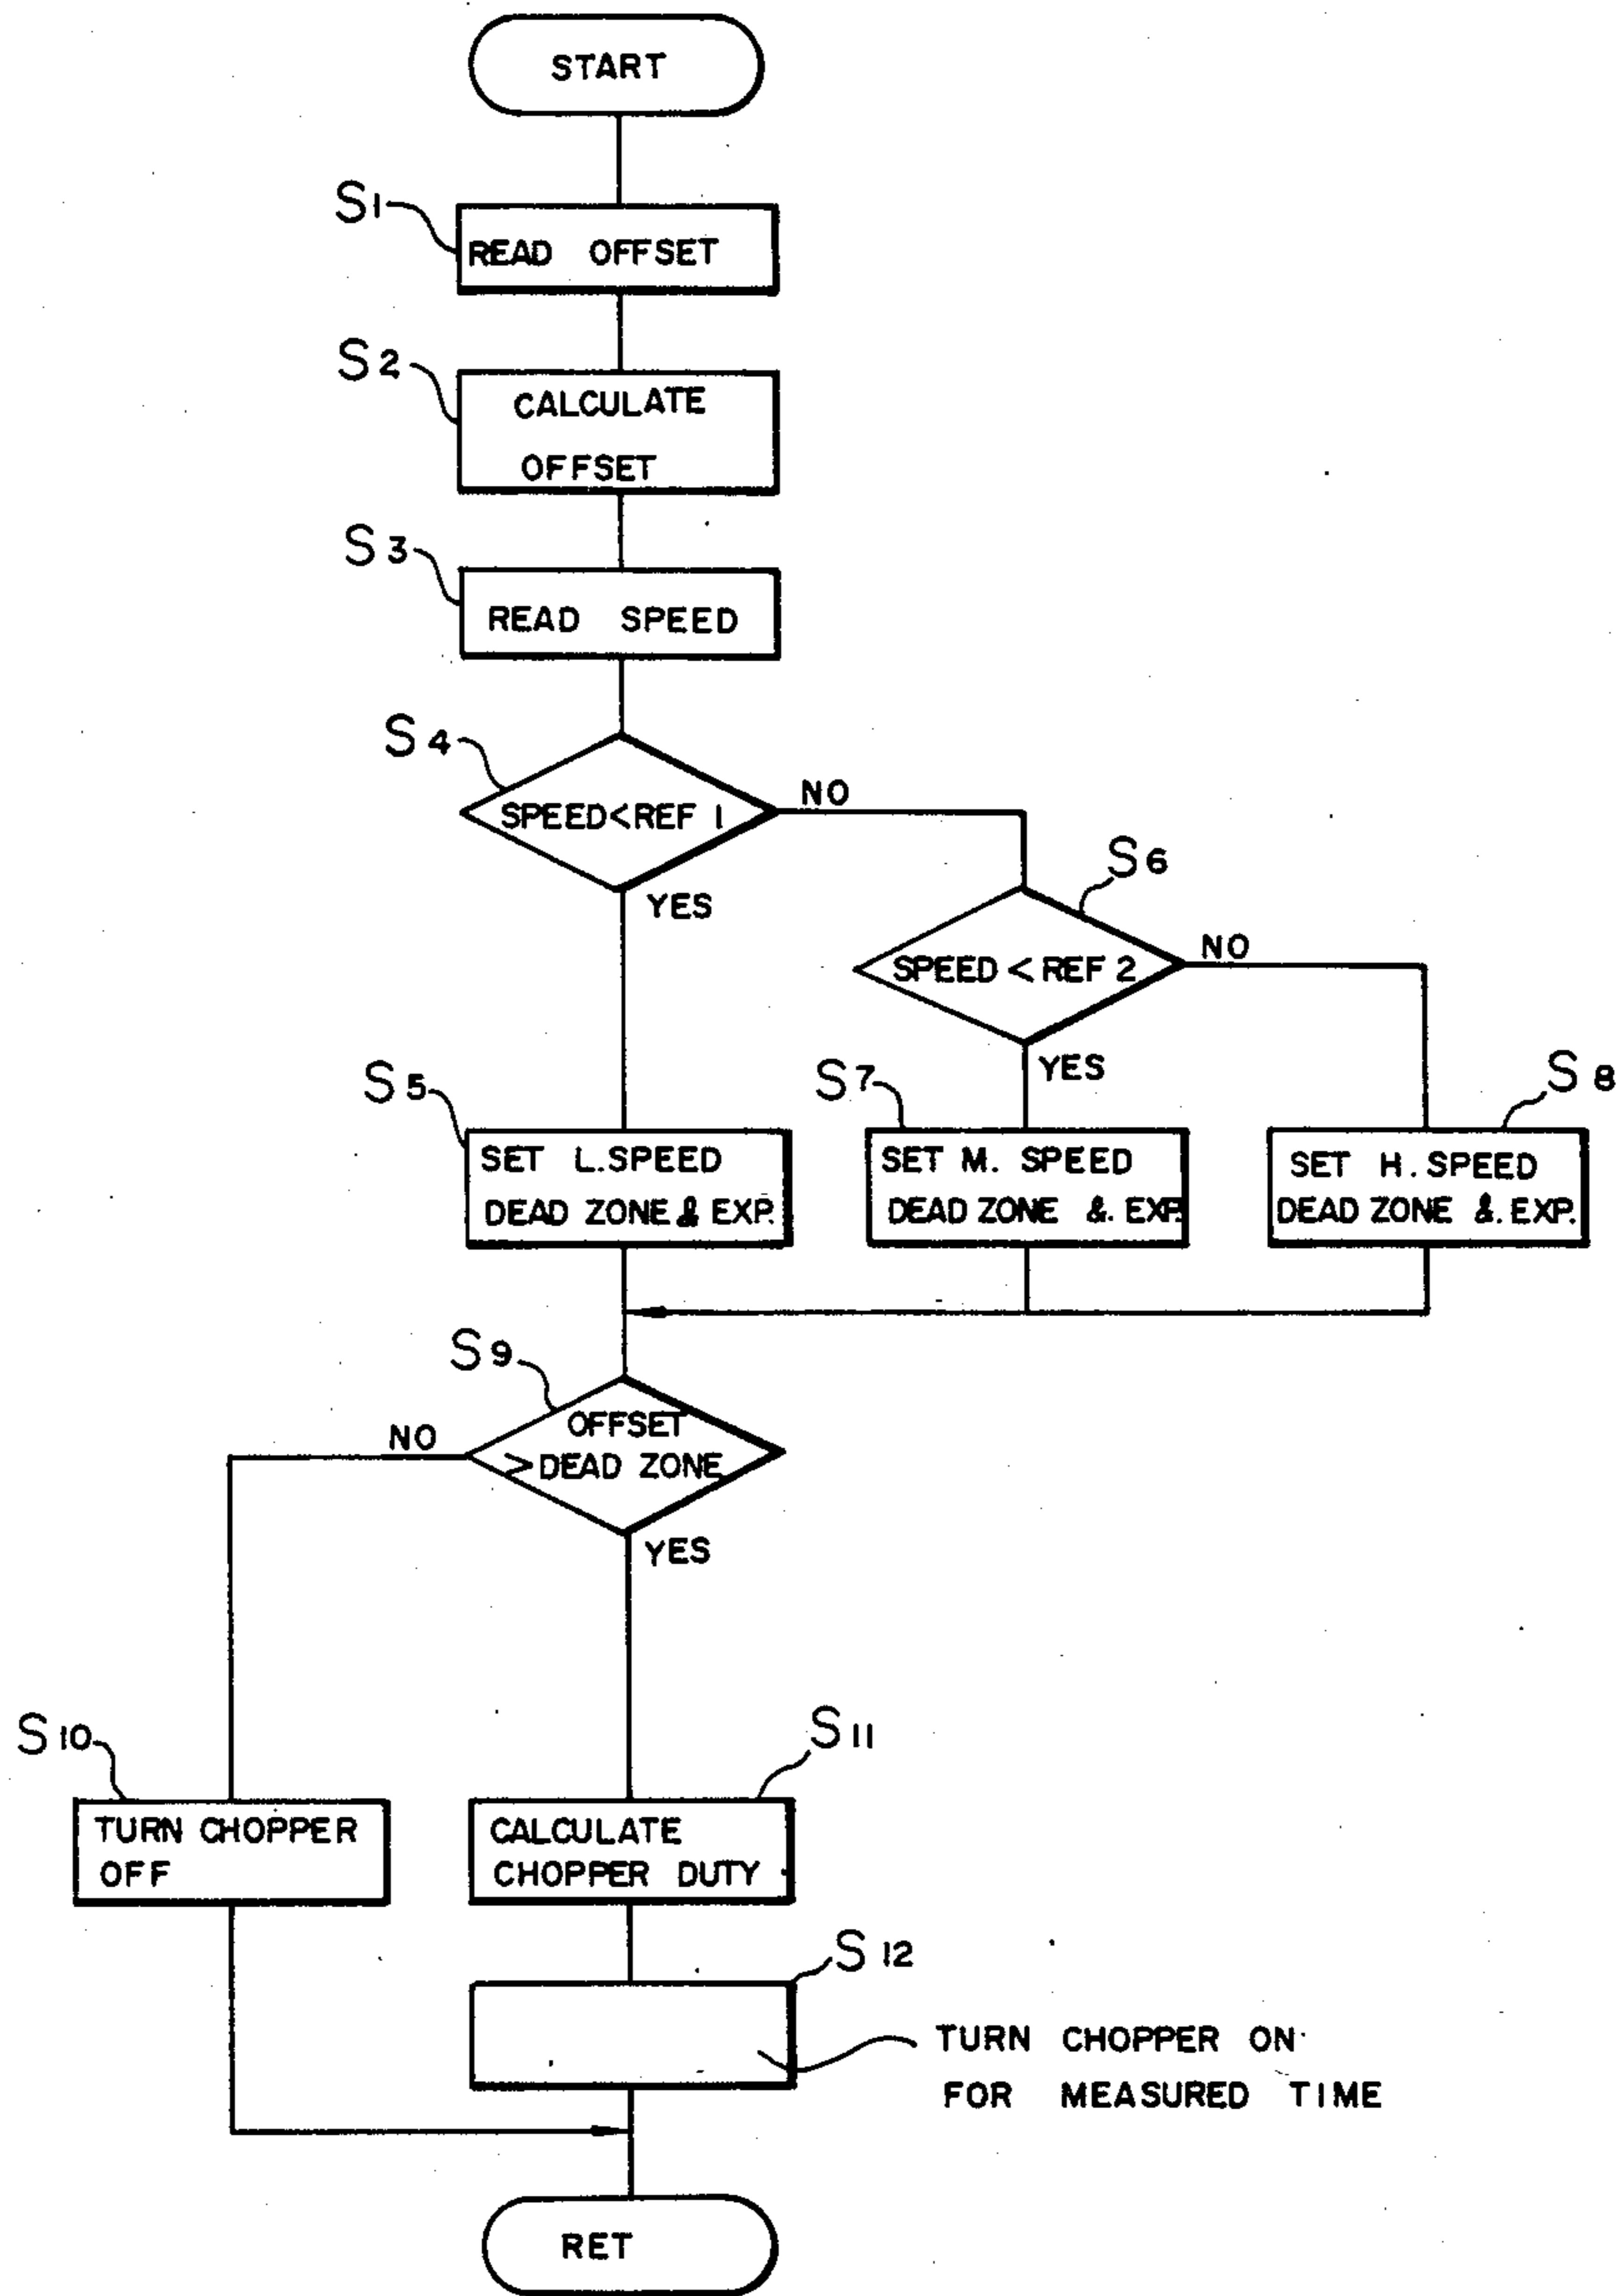 START
S1
READ OFFSET
S2
CALCULATE
OFFSET
S3
READ SPEED
S4
SPEED<REF 1
NO
YES
S6
SPEED < REF 2
NO
YES
S5
SET L.SPEED
DEAD ZONE & EXP.
S7
SET M. SPEED
DEAD ZONE &. EXP.
S8
SET H. SPEED
DEAD ZONE &. EXP.
S9
OFFSET
>DEAD ZONE
NO
YES
S10
TURN CHOPPER
OFF
S11
CALCULATE
CHOPPER DUTY
S12
TURN CHOPPER ON
FOR MEASURED TIME
RET